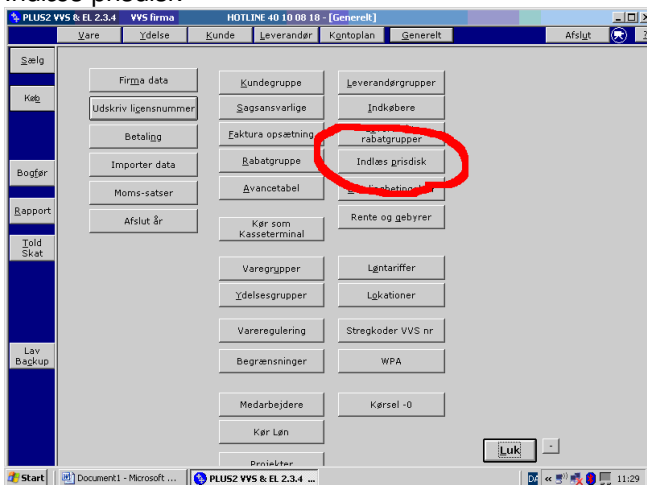 Indlæs prisdisk
PLUS2 VVS & EL 2.3.4 VVS firma HOTLINE 40 10 08 18 - [Generelt]
Vare Ydelse Kunde Leverandør Kontoplan Generelt Afslut ?
Sælg
Køb
Bogfør
Rapport
Told
Skat
Lav
Backup
Firma data
Udskriv licensnummer
Betaling
Importer data
Moms-satser
Afslut år
Kundegruppe
Sagsansvarlige
Faktura opsætning
Rabatgruppe
Avancetabel
Kør som
Kasseterminal
Varegrupper
Ydelsesgrupper
Vareregulering
Begrænsninger
Medarbejdere
Kør Løn
Projekter
Leverandørgrupper
Indkøbere
rabatgrupper
Indlæs prisdisk
Rente og gebyrer
Løntariffer
Lokationer
Stregkoder VVS nr
WPA
Kørsel -0
Luk -
Start Document1 - Microsoft ... PLUS2 VVS & EL 2.3.4 ... DA « 11:29